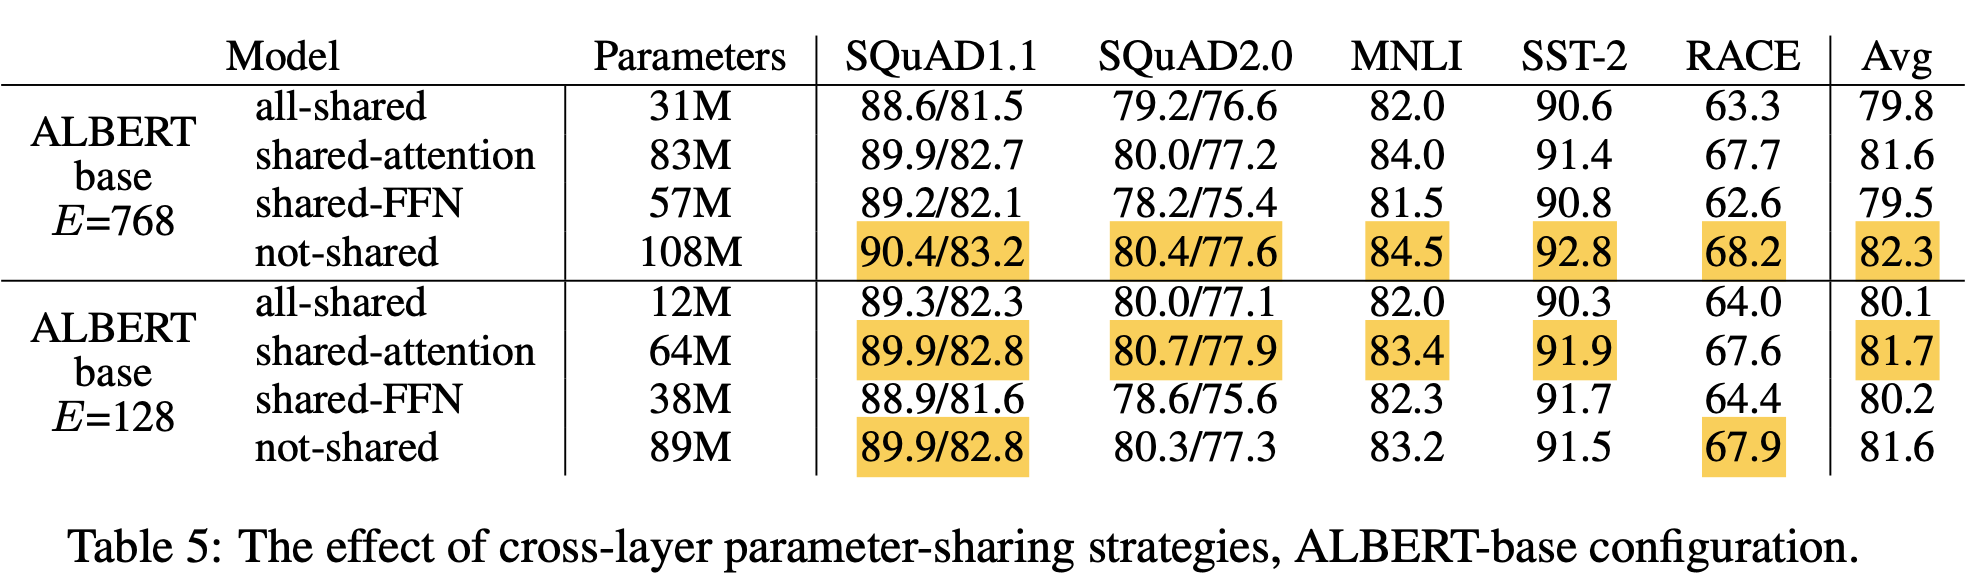 Model Parameters SQuAD1.1 SQuAD2.0 MNLI SST-2 RACE Avg
ALBERT base E=768
all-shared 31M 88.6/81.5 79.2/76.6 82.0 90.6 63.3 79.8
shared-attention 83M 89.9/82.7 80.0/77.2 84.0 91.4 67.7 81.6
shared-FFN 57M 89.2/82.1 78.2/75.4 81.5 90.8 62.6 79.5
not-shared 108M 90.4/83.2 80.4/77.6 84.5 92.8 68.2 82.3
ALBERT base E=128
all-shared 12M 89.3/82.3 80.0/77.1 82.0 90.3 64.0 80.1
shared-attention 64M 89.9/82.8 80.7/77.9 83.4 91.9 67.6 81.7
shared-FFN 38M 88.9/81.6 78.6/75.6 82.3 91.7 64.4 80.2
not-shared 89M 89.9/82.8 80.3/77.3 83.2 91.5 67.9 81.6
Table 5: The effect of cross-layer parameter-sharing strategies, ALBERT-base configuration.